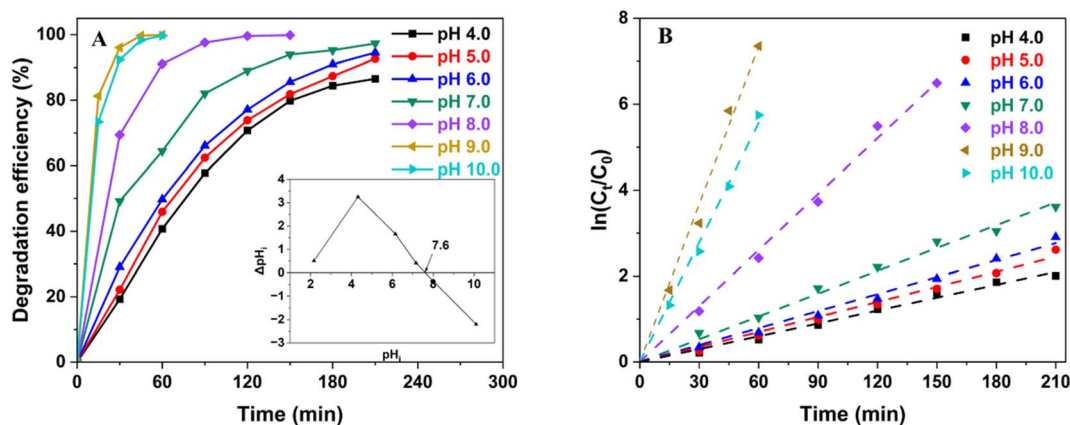 A
Degradation efficiency (%)
100
80
60
40
20
0
0 60 120 180 240 300
Time (min)
pH 4.0
pH 5.0
pH 6.0
pH 7.0
pH 8.0
pH 9.0
pH 10.0
ΔpHi
4
3
2
1
0
−1
−2
−3
2 4 6 8 10
7.6
pHi
B
ln(Ct/C0)
8
6
4
2
0
0 30 60 90 120 150 180 210
Time (min)
pH 4.0
pH 5.0
pH 6.0
pH 7.0
pH 8.0
pH 9.0
pH 10.0